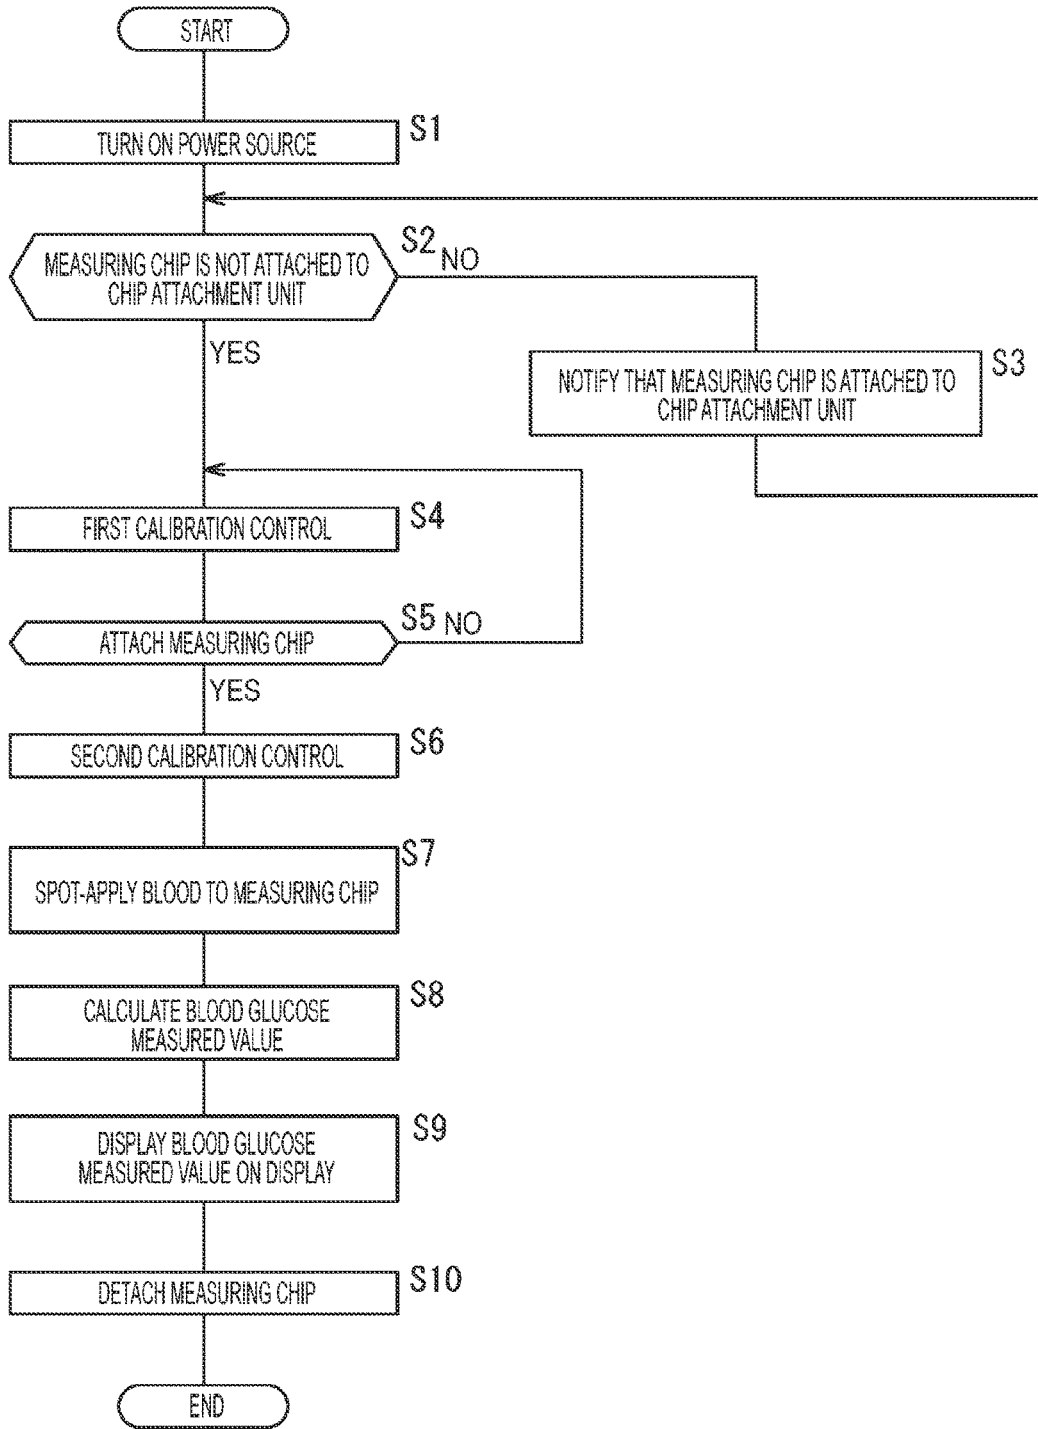 START
TURN ON POWER SOURCE
S1
MEASURING CHIP IS NOT ATTACHED TO
CHIP ATTACHMENT UNIT
S2
NO
YES
NOTIFY THAT MEASURING CHIP IS ATTACHED TO
CHIP ATTACHMENT UNIT
S3
FIRST CALIBRATION CONTROL
S4
ATTACH MEASURING CHIP
S5
NO
YES
SECOND CALIBRATION CONTROL
S6
SPOT-APPLY BLOOD TO MEASURING CHIP
S7
CALCULATE BLOOD GLUCOSE
MEASURED VALUE
S8
DISPLAY BLOOD GLUCOSE
MEASURED VALUE ON DISPLAY
S9
DETACH MEASURING CHIP
S10
END